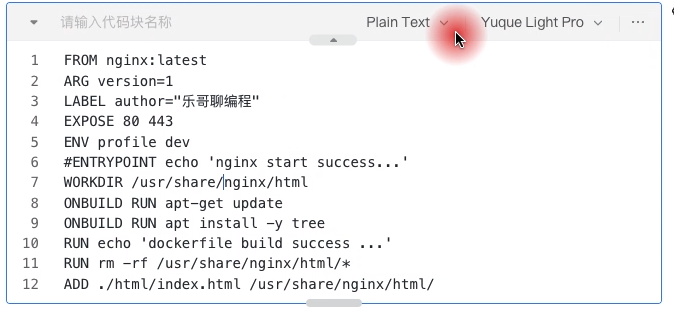 请输入代码块名称 Plain Text Yuque Light Pro ...
1 FROM nginx:latest
2 ARG version=1
3 LABEL author="乐哥聊编程"
4 EXPOSE 80 443
5 ENV profile dev
6 #ENTRYPOINT echo 'nginx start success...'
7 WORKDIR /usr/share/nginx/html
8 ONBUILD RUN apt-get update
9 ONBUILD RUN apt install -y tree
10 RUN echo 'dockerfile build success ...'
11 RUN rm -rf /usr/share/nginx/html/*
12 ADD ./html/index.html /usr/share/nginx/html/